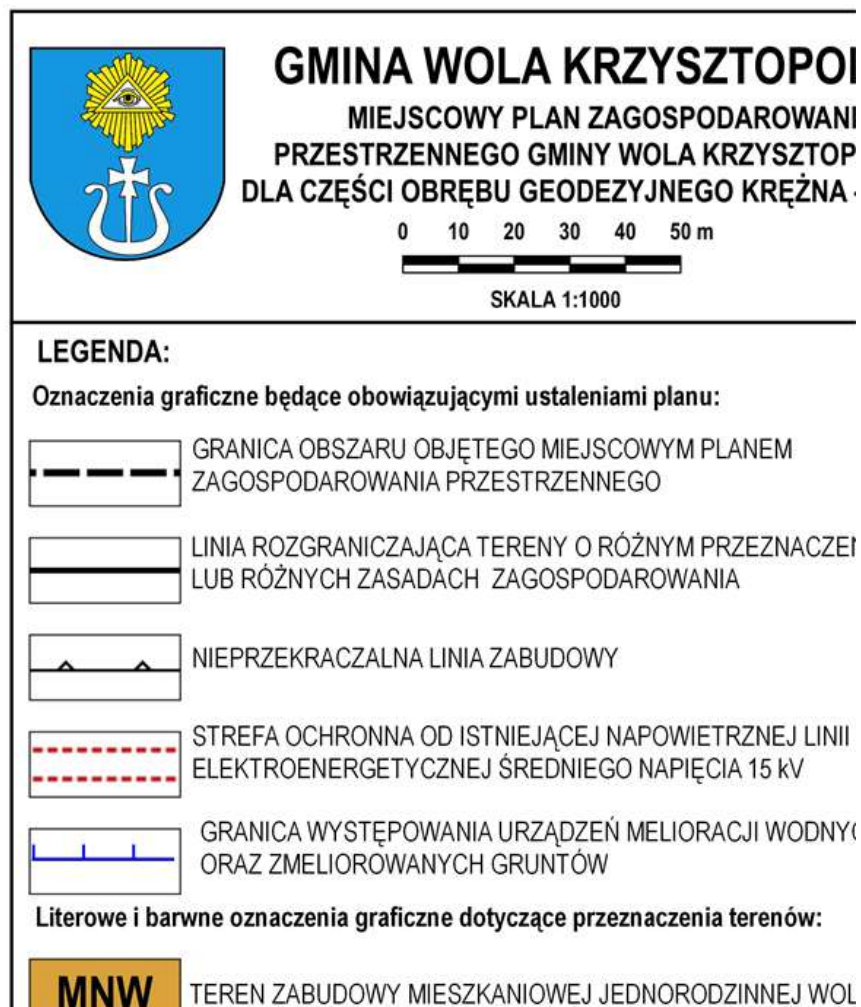 GMINA WOLA KRZYSZTOPOR
MIEJSCOWY PLAN ZAGOSPODAROWANI
PRZESTRZENNEGO GMINY WOLA KRZYSZTOP
DLA CZĘŚCI OBRĘBU GEODEZYJNEGO KRĘŻNA -
0 10 20 30 40 50 m
SKALA 1:1000
LEGENDA:
Oznaczenia graficzne będące obowiązującymi ustaleniami planu:
GRANICA OBSZARU OBJĘTEGO MIEJSCOWYM PLANEM
ZAGOSPODAROWANIA PRZESTRZENNEGO
LINIA ROZGRANICZAJĄCA TERENY O RÓŻNYM PRZEZNACZEN
LUB RÓŻNYCH ZASADACH ZAGOSPODAROWANIA
NIEPRZEKRACZALNA LINIA ZABUDOWY
STREFA OCHRONNA OD ISTNIEJĄCEJ NAPOWIETRZNEJ LINII
ELEKTROENERGETYCZNEJ ŚREDNIEGO NAPIĘCIA 15 kV
GRANICA WYSTĘPOWANIA URZĄDZEŃ MELIORACJI WODNYC
ORAZ ZMELIOROWANYCH GRUNTÓW
Literowe i barwne oznaczenia graficzne dotyczące przeznaczenia terenów:
MNW TEREN ZABUDOWY MIESZKANIOWEJ JEDNORODZINNEJ WOL